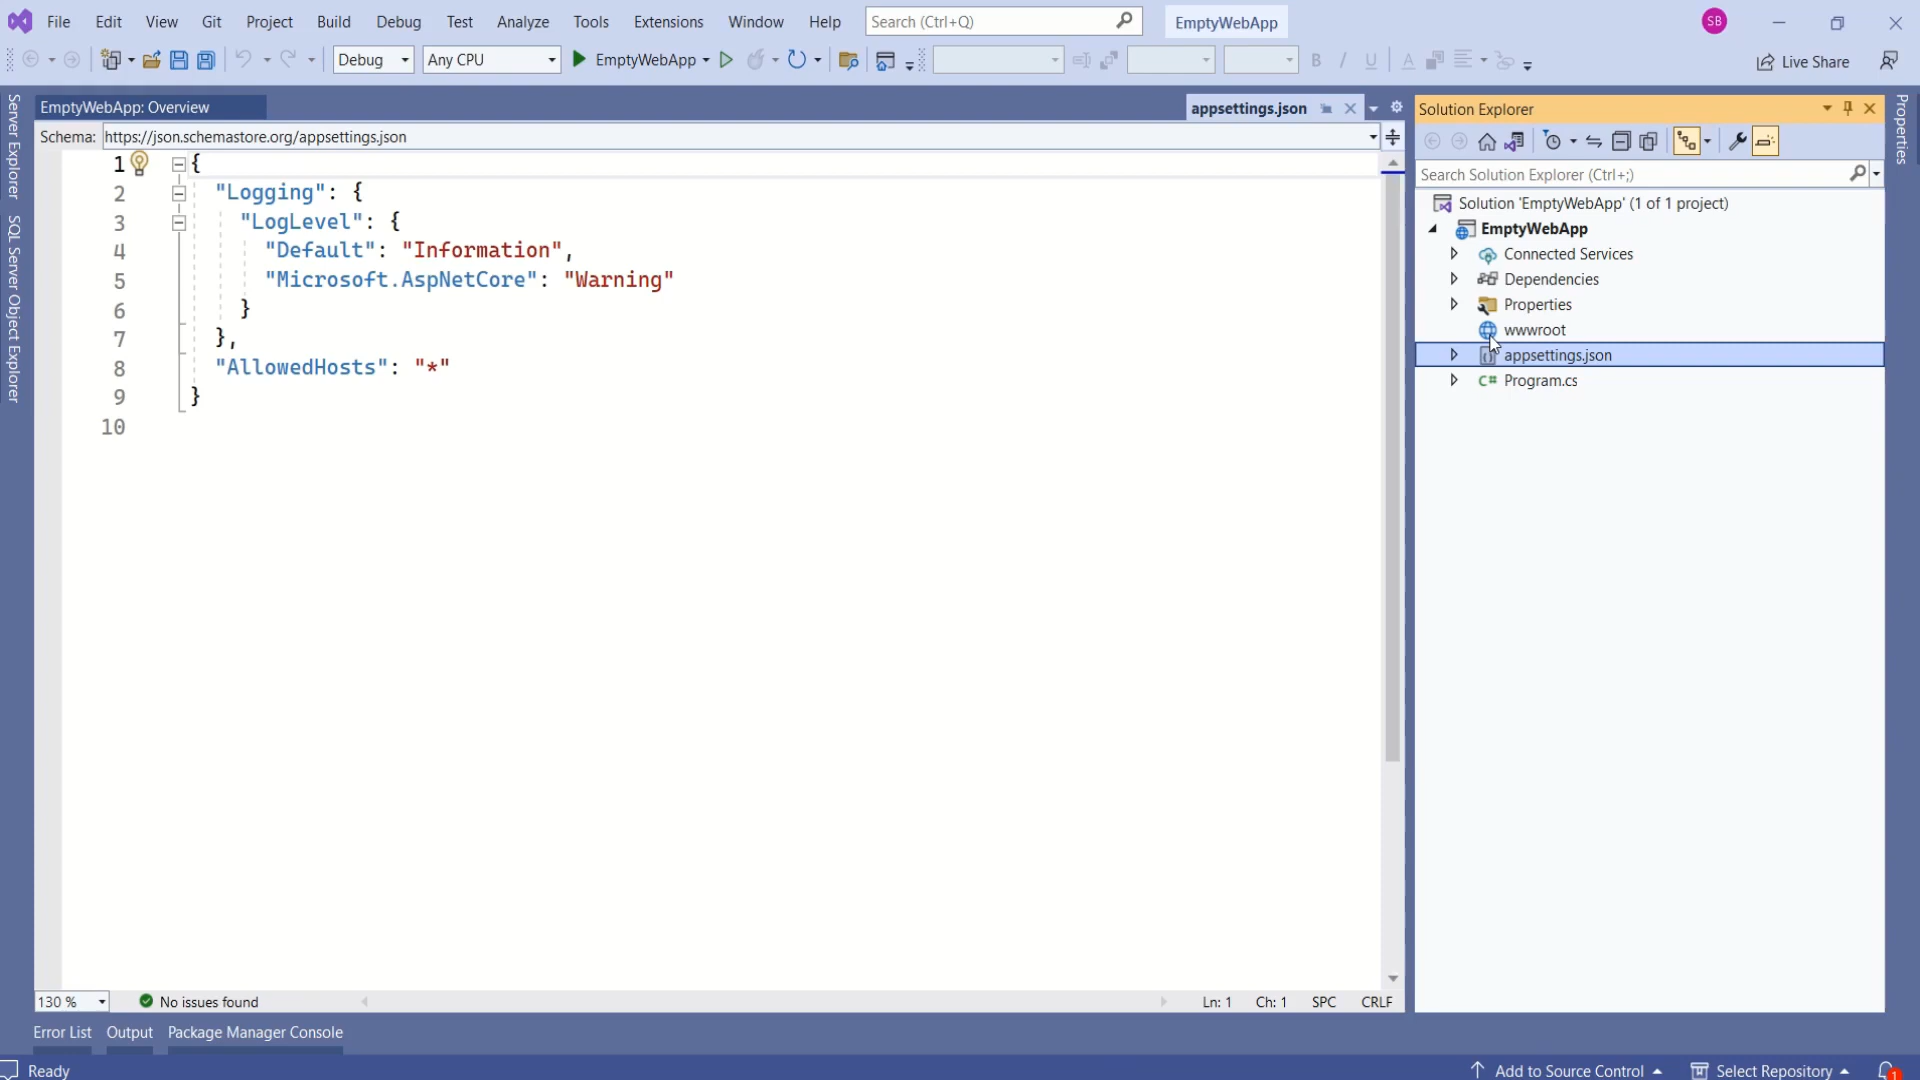 File Edit View Git Project Build Debug Test Analyze Tools Extensions Window Help Search (Ctrl+Q) EmptyWebApp SB
Debug Any CPU EmptyWebApp B I U A Live Share
EmptyWebApp: Overview appsettings.json
Schema: https://json.schemastore.org/appsettings.json
1 {
2 "Logging": {
3 "LogLevel": {
4 "Default": "Information",
5 "Microsoft.AspNetCore": "Warning"
6 }
7 },
8 "AllowedHosts": "*"
9 }
10
130 % No issues found Ln: 1 Ch: 1 SPC CRLF
Solution Explorer
Search Solution Explorer (Ctrl+;)
Solution 'EmptyWebApp' (1 of 1 project)
EmptyWebApp
Connected Services
Dependencies
Properties
wwwroot
appsettings.json
C# Program.cs
Server Explorer
SQL Server Object Explorer
Properties
Error List Output Package Manager Console
Ready Add to Source Control Select Repository 1